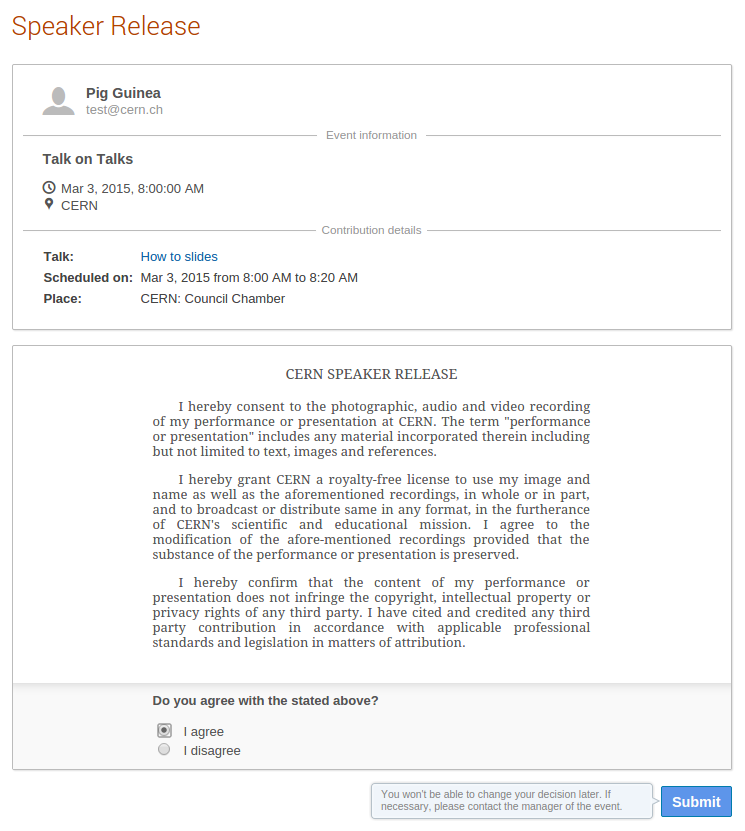 Speaker Release
Pig Guinea
test@cern.ch
Event information
Talk on Talks
Mar 3, 2015, 8:00:00 AM
CERN
Contribution details
Talk: How to slides
Scheduled on: Mar 3, 2015 from 8:00 AM to 8:20 AM
Place: CERN: Council Chamber
CERN SPEAKER RELEASE
I hereby consent to the photographic, audio and video recording
of my performance or presentation at CERN. The term "performance
or presentation" includes any material incorporated therein including
but not limited to text, images and references.
I hereby grant CERN a royalty-free license to use my image and
name as well as the aforementioned recordings, in whole or in part,
and to broadcast or distribute same in any format, in the furtherance
of CERN's scientific and educational mission. I agree to the
modification of the afore-mentioned recordings provided that the
substance of the performance or presentation is preserved.
I hereby confirm that the content of my performance or
presentation does not infringe the copyright, intellectual property or
privacy rights of any third party. I have cited and credited any third
party contribution in accordance with applicable professional
standards and legislation in matters of attribution.
Do you agree with the stated above?
I agree
I disagree
You won't be able to change your decision later. If
necessary, please contact the manager of the event.
Submit